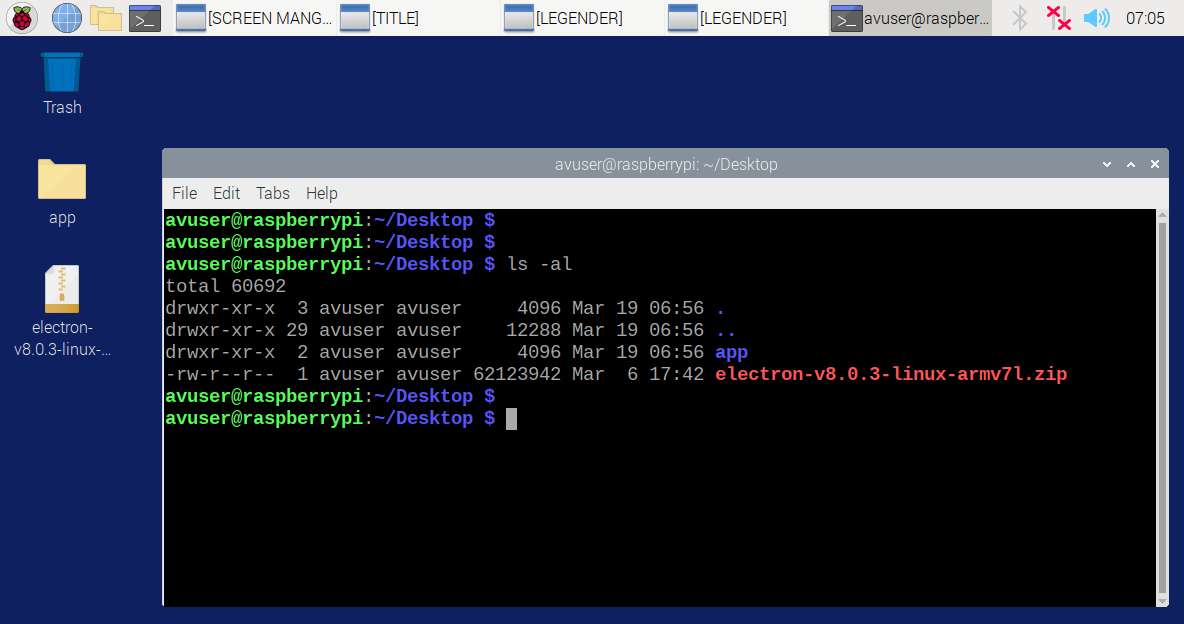 [SCREEN MANG... [TITLE] [LEGENDER] [LEGENDER] avuser@raspber... 07:05
Trash
app
electron-
v8.0.3-linux-...
avuser@raspberrypi: ~/Desktop
File Edit Tabs Help
avuser@raspberrypi:~/Desktop $
avuser@raspberrypi:~/Desktop $
avuser@raspberrypi:~/Desktop $ ls -al
total 60692
drwxr-xr-x  3 avuser avuser     4096 Mar 19 06:56 .
drwxr-xr-x 29 avuser avuser    12288 Mar 19 06:56 ..
drwxr-xr-x  2 avuser avuser     4096 Mar 19 06:56 app
-rw-r--r--  1 avuser avuser 62123942 Mar  6 17:42 electron-v8.0.3-linux-armv7l.zip
avuser@raspberrypi:~/Desktop $
avuser@raspberrypi:~/Desktop $